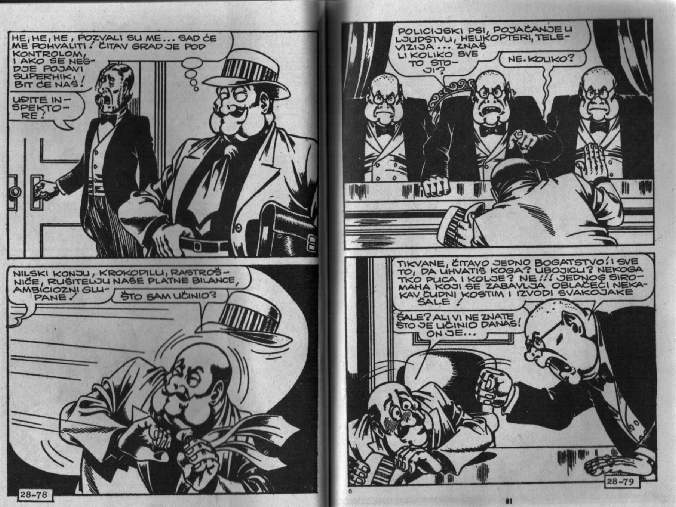 HE, HE, HE, POZVALI SU ME... SAD ĆE
ME POHVALITI! ČITAV GRAD JE POD
KONTROLOM,
I AKO SE NEG-
DJE POJAVI
SUPERHIK,
BIT ĆE NAŠ!
UĐITE IN-
SPEKTO-
RE!
POLICIJSKI PSI, POJAČANJE U
LJUDSTVU, HELIKOPTERI, TELE-
VIZIJA... ZNAŠ
LI KOLIKO SVE
TO STO-
JI?
NE. KOLIKO?
NILSKI KONJU, KROKODILU, RASTROŠ-
NIČE, RUŠITELJU NAŠE PLATNE BILANCE,
AMBICIOZNI GLU-
PANE!
ŠTO SAM UČINIO?
28-78
TIKVANE, ČITAVO JEDNO BOGATSTVO! I SVE
TO, DA UHVATIŠ KOGA? UBOJICU? NEKOGA
TKO PUCA I KOLJE? NE!!! JEDNOG SIRO-
MAHA KOJI SE ZABAVLJA OBLAČEĆI NEKA-
KAV ČUDNI KOSTIM I IZVODI SVAKOJAKE
ŠALE!
ŠALE? ALI VI NE ZNATE
ŠTO JE UČINIO DANAS!
ON JE...
28-79
6
81